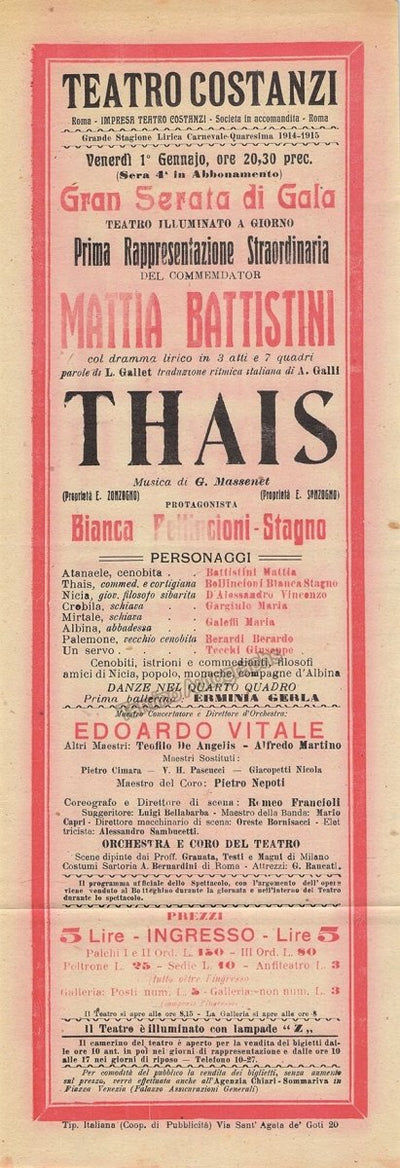 TEATRO COSTANZI
Roma - IMPRESA TEATRO COSTANZI - Società in accomandita - Roma
Grande Stagione Lirica Carnevale-Quaresima 1914-1915
Venerdì 1° Gennajo, ore 20,30 prec.
(Sera 4ª in Abbonamento)
Gran Serata di Gala
TEATRO ILLUMINATO A GIORNO
Prima Rappresentazione Straordinaria
DEL COMMENDATOR
MATTIA BATTISTINI
col dramma lirico in 3 atti e 7 quadri
parole di L. Gallet traduzione ritmica italiana di A. Galli
THAIS
Musica di G. Massenet
(Proprietà E. ZONZOGNO) (Proprietà E. SONZOGNO)
PROTAGONISTA
Bianca Bellincioni-Stagno
PERSONAGGI
Atanaele, cenobita . . Battistini Mattia
Thais, commed. e cortigiana Bellincioni Bianca Stagno
Nicia, giov. filosofo sibarita D'Alessandro Vincenzo
Crobila, schiava . . Gargiulo Maria
Mirtale, schiava . .
Albina, abbadessa Galeffi Maria
Palemone, vecchio cenobita Berardi Berardo
Un servo . . . Tecchi Giuseppe
Cenobiti, istrioni e commedianti, filosofi
amici di Nicia, popolo, mime, compagne d'Albina
DANZE NEL QUARTO QUADRO
Prima ballerina: ERMINIA GERLA
Maestro Concertatore e Direttore d'Orchestra:
EDOARDO VITALE
Altri Maestri: Teofilo De Angelis - Alfredo Martino
Maestri Sostituti:
Pietro Cimara - V. H. Pascucci - Giacopetti Nicola
Maestro del Coro: Pietro Nepoti
Coreografo e Direttore di scena: Romeo Francioli
Suggeritore: Luigi Bellabarba - Maestro della Banda: Mario
Capri - Direttore macchinario di scena: Oreste Bornisacci - Elet
tricista: Alessandro Sambucetti.
ORCHESTRA E CORO DEL TEATRO
Scene dipinte dai Proff. Granata, Testi e Magni di Milano
Costumi Sartoria A. Bernardini di Roma - Attrezzi: G. Rancati.
Il programma ufficiale dello Spettacolo, con l'argomento dell'opera
viene venduto al Botteghino durante la giornata e nell'interno del Teatro
durante lo spettacolo.
PREZZI
5 Lire - INGRESSO - Lire 5
Palchi I e II Ord. L. 150 - III Ord. L. 80
Poltrone L. 25 - Sedie L. 10 - Anfiteatro L. 3
tutto oltre l'ingresso
Galleria: Posti num. L. 5 - Galleria non num. L. 3
compreso l'ingresso
Il Teatro si apre alle ore 8,15 - La Galleria si apre alle ore 8
Il Teatro è illuminato con lampade "Z"
Il camerino del teatro è aperto per la vendita dei biglietti dal-
le ore 10 ant. in poi nei giorni di rappresentazione e dalle ore 10
alle 17 nei giorni di riposo - Telefono 10-27.
Per comodità del pubblico la vendita dei biglietti, senza aumento
sul prezzo, verrà effettuata anche all'Agenzia Chiari-Sommariva in
Piazza Venezia (Palazzo Assicurazioni Generali)
Tip. Italiana (Coop. di Pubblicità) Via Sant' Agata de' Goti 20